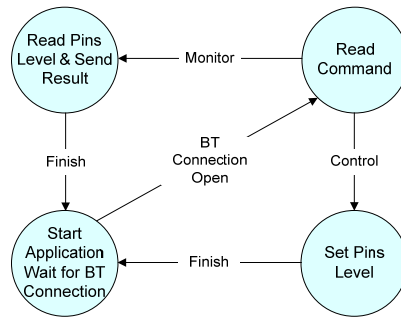 Read Pins
Level & Send
Result
Monitor
Read
Command
Finish
BT
Connection
Open
Control
Start
Application
Wait for BT
Connection
Finish
Set Pins
Level